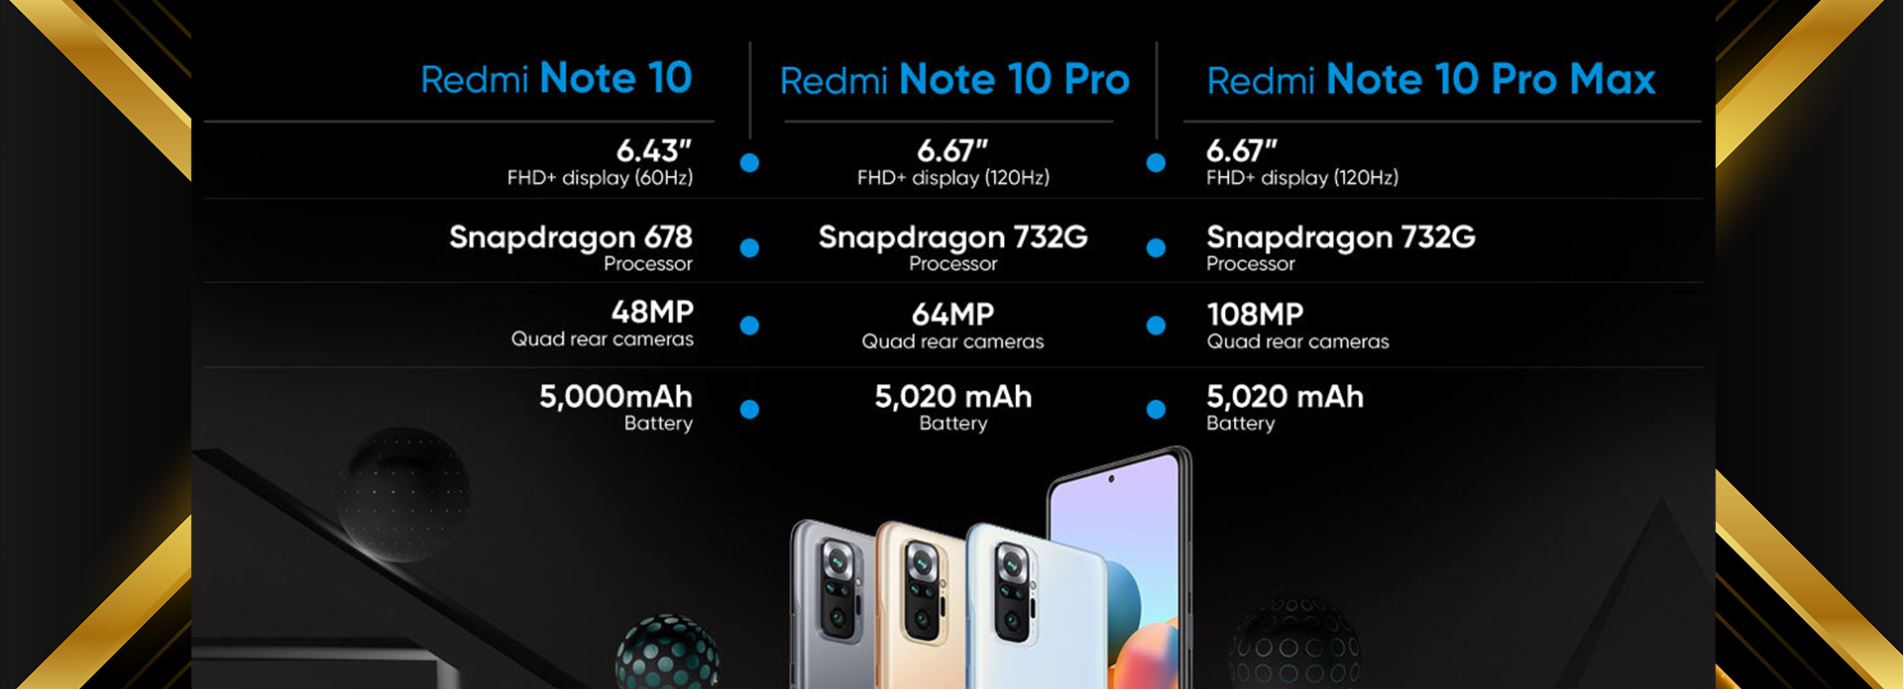 Redmi Note 10
Redmi Note 10 Pro
Redmi Note 10 Pro Max
6.43"
FHD+ display (60Hz)
6.67"
FHD+ display (120Hz)
6.67"
FHD+ display (120Hz)
Snapdragon 678
Processor
Snapdragon 732G
Processor
Snapdragon 732G
Processor
48MP
Quad rear cameras
64MP
Quad rear cameras
108MP
Quad rear cameras
5,000mAh
Battery
5,020 mAh
Battery
5,020 mAh
Battery